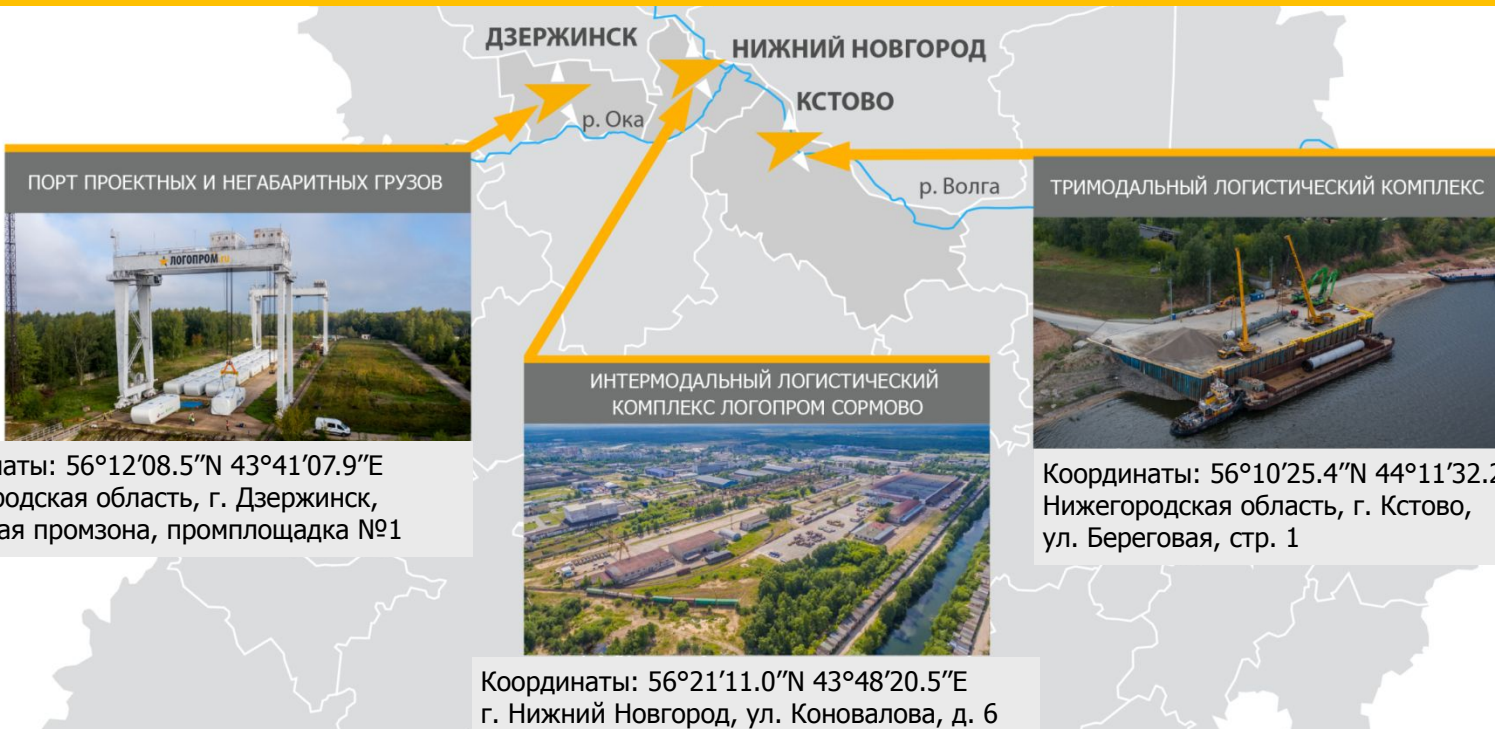 ДЗЕРЖИНСК
НИЖНИЙ НОВГОРОД
КСТОВО
р. Ока
р. Волга
ПОРТ ПРОЕКТНЫХ И НЕГАБАРИТНЫХ ГРУЗОВ
ЛОГОПРОМ.ru
наты: 56°12’08.5’’N 43°41’07.9’’E
родская область, г. Дзержинск,
ая промзона, промплощадка №1
ИНТЕРМОДАЛЬНЫЙ ЛОГИСТИЧЕСКИЙ
КОМПЛЕКС ЛОГОПРОМ СОРМОВО
Координаты: 56°21’11.0’’N 43°48’20.5’’E
г. Нижний Новгород, ул. Коновалова, д. 6
ТРИМОДАЛЬНЫЙ ЛОГИСТИЧЕСКИЙ КОМПЛЕКС
Координаты: 56°10’25.4’’N 44°11’32.2
Нижегородская область, г. Кстово,
ул. Береговая, стр. 1